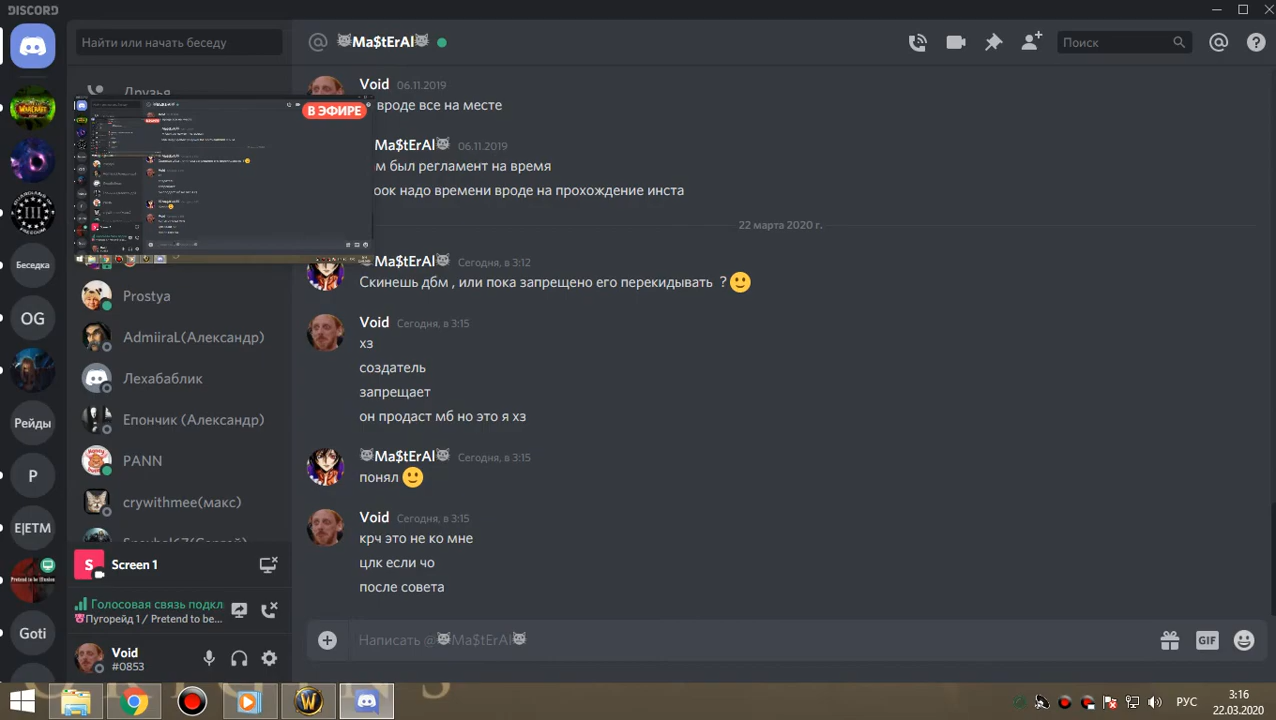 DISCORD
Найти или начать беседу
Друзья
В ЭФИРЕ
Беседка
OG
Рейды
P
E|ETM
Pretend to be Illusion
Goti
Prostya
AdmiiraL(Александр)
Лехабаблик
Епончик (Александр)
PANN
crywithmee(макс)
S
Screen 1
Голосовая связь подкл
Пугорейд 1 / Pretend to be...
Void
#0853
@ Ma$tErAl
Поиск
Void 06.11.2019
вроде все на месте
Ma$tErAl 06.11.2019
м был регламент на время
оок надо времени вроде на прохождение инста
22 марта 2020 г.
Ma$tErAl Сегодня, в 3:12
Скинешь дбм , или пока запрещено его перекидывать ?
Void Сегодня, в 3:15
хз
создатель
запрещает
он продаст мб но это я хз
Ma$tErAl Сегодня, в 3:15
понял
Void Сегодня, в 3:15
крч это не ко мне
цлк если чо
после совета
Написать @Ma$tErAl
GIF
РУС
3:16
22.03.2020